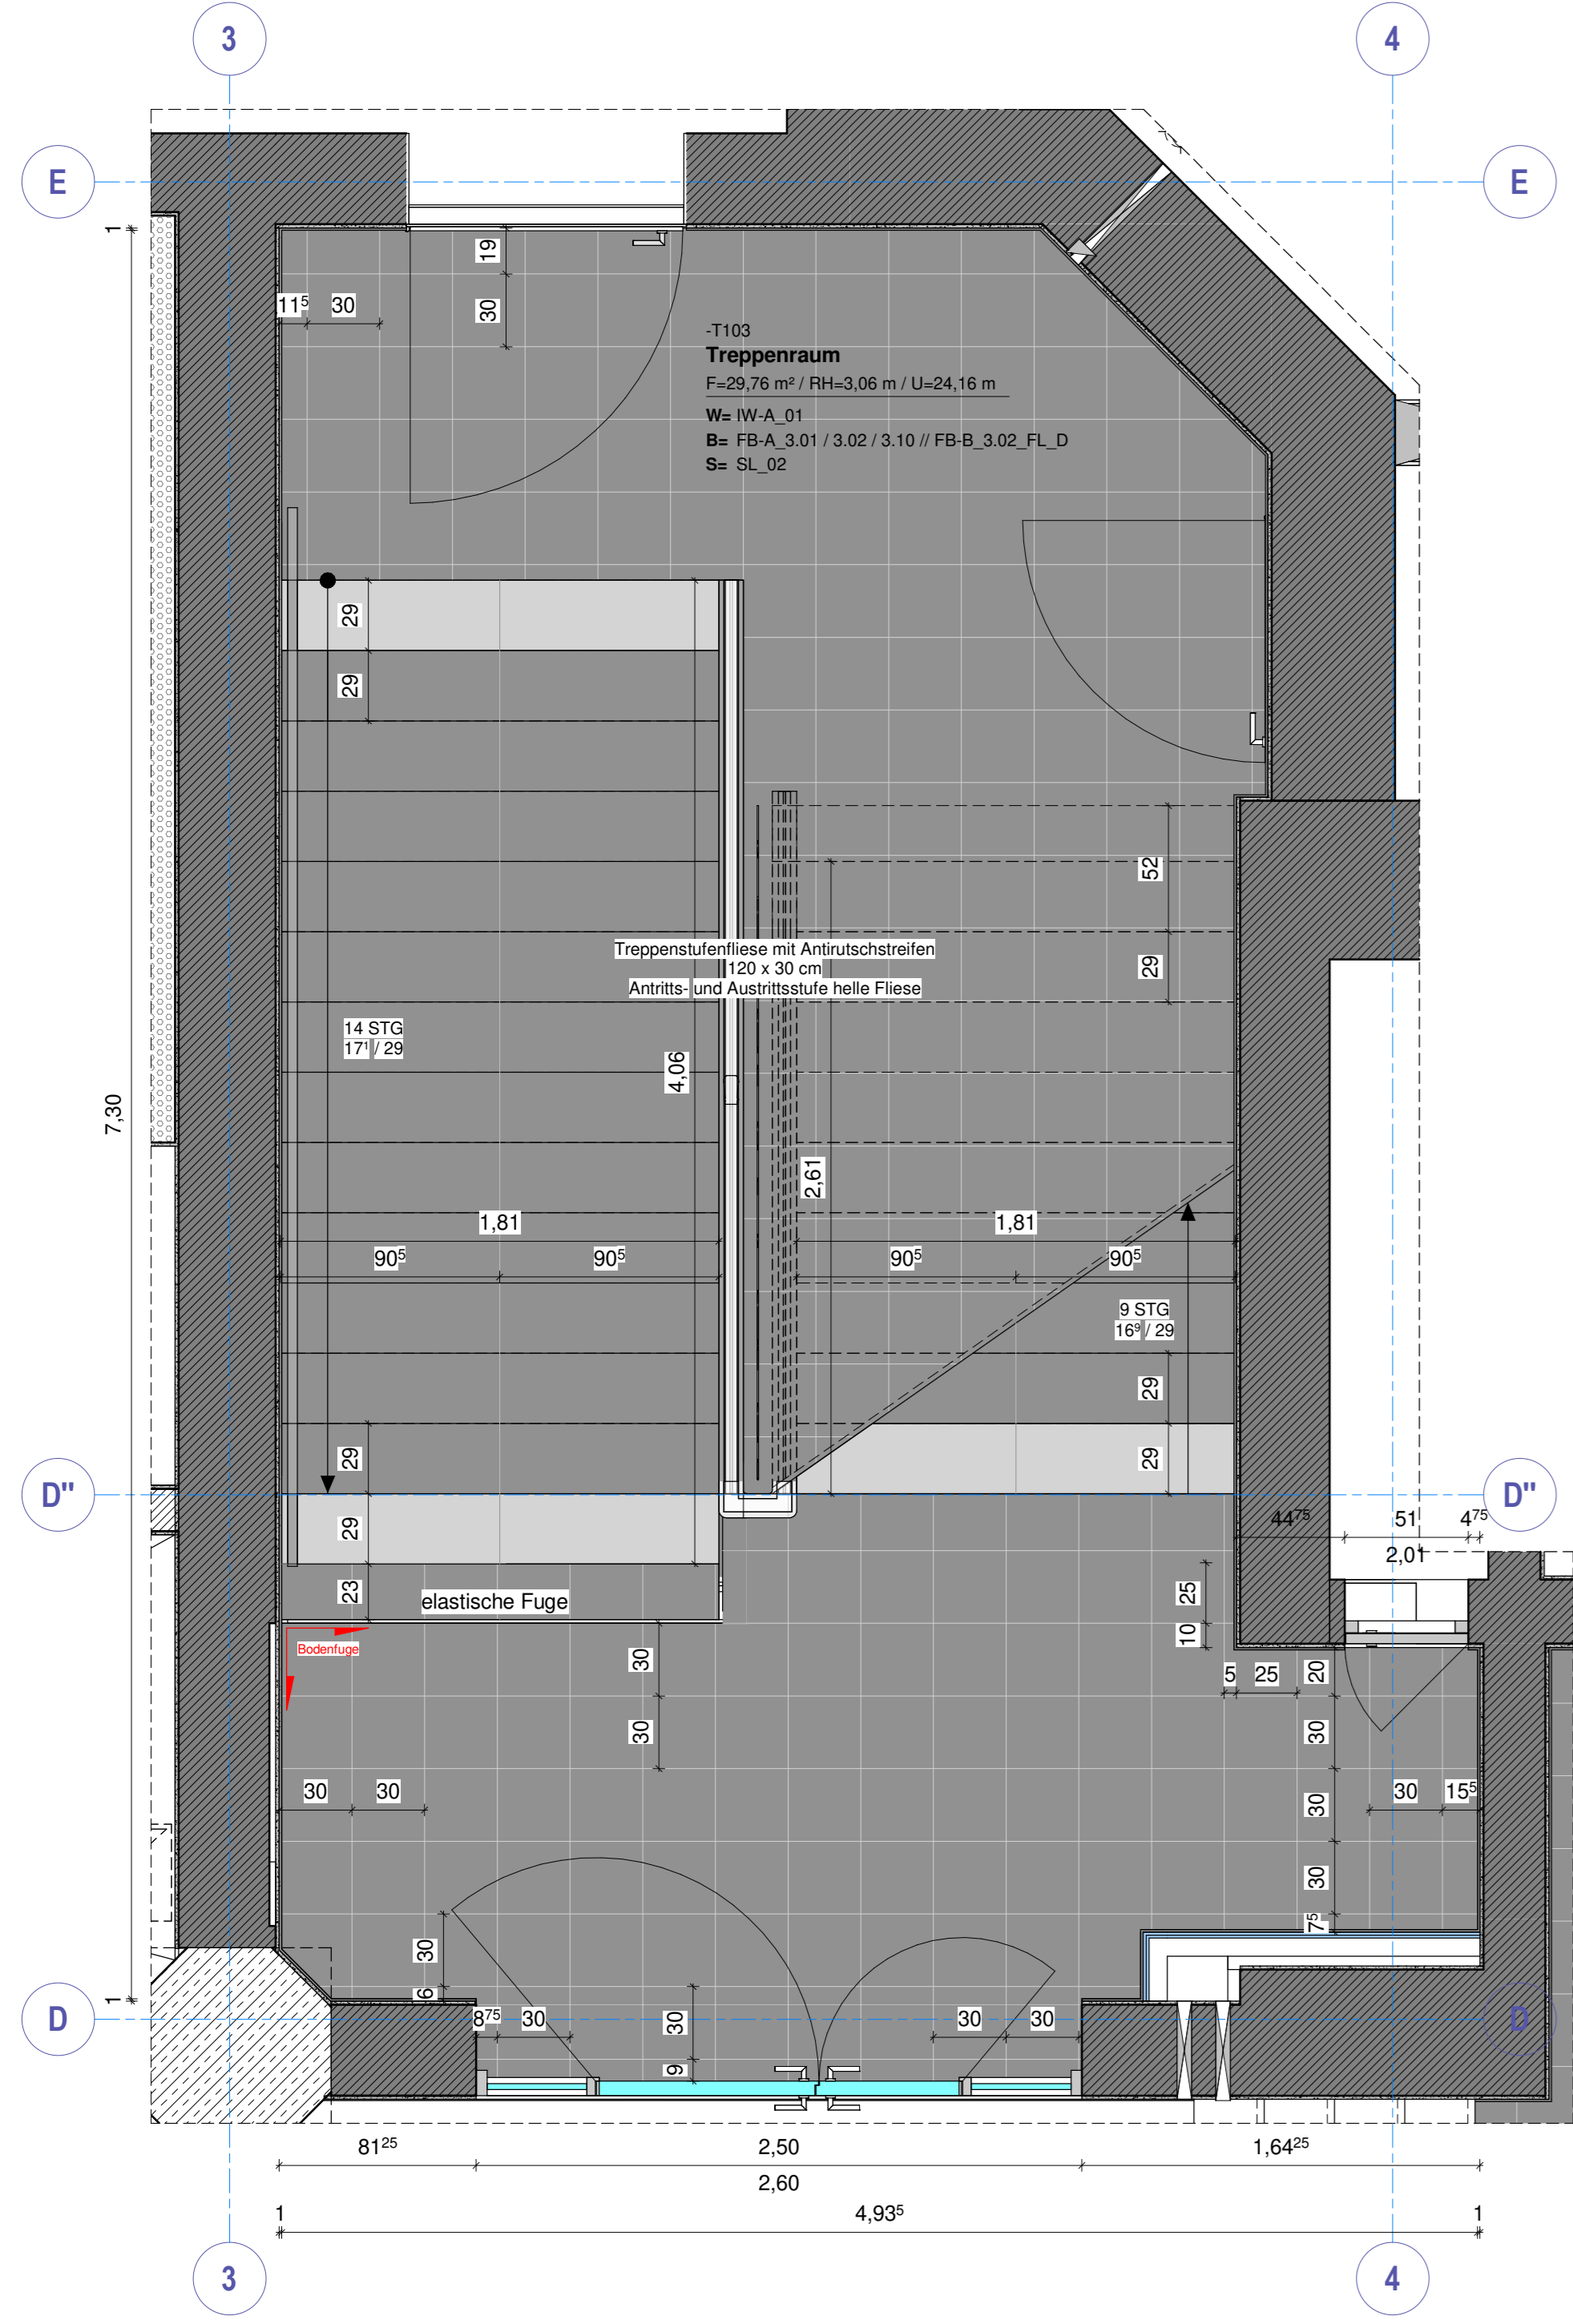 3
4
E
E
1
19
11⁵
30
30
-T103
Treppenraum
F=29,76 m² / RH=3,06 m / U=24,16 m
W= IW-A_01
B= FB-A_3.01 / 3.02 / 3.10 // FB-B_3.02_FL_D
S= SL_02
29
29
52
Treppenstufenfliese mit Antirutschstreifen
120 x 30 cm
Antritts- und Austrittsstufe helle Fliese
29
14 STG
17¹ / 29
4,06
7,30
2,61
1,81
1,81
90⁵
90⁵
90⁵
90⁵
9 STG
16⁹ / 29
29
29
29
D"
D"
29
44⁷⁵
51
4⁷⁵
2,01
23
elastische Fuge
25
10
Bodenfuge
30
5
25
20
30
30
30
30
30
30
15⁵
30
7⁵
30
6
1
D
D
8⁷⁵
30
30
30
30
9
81²⁵
2,50
1,64²⁵
2,60
1
4,93⁵
1
3
4